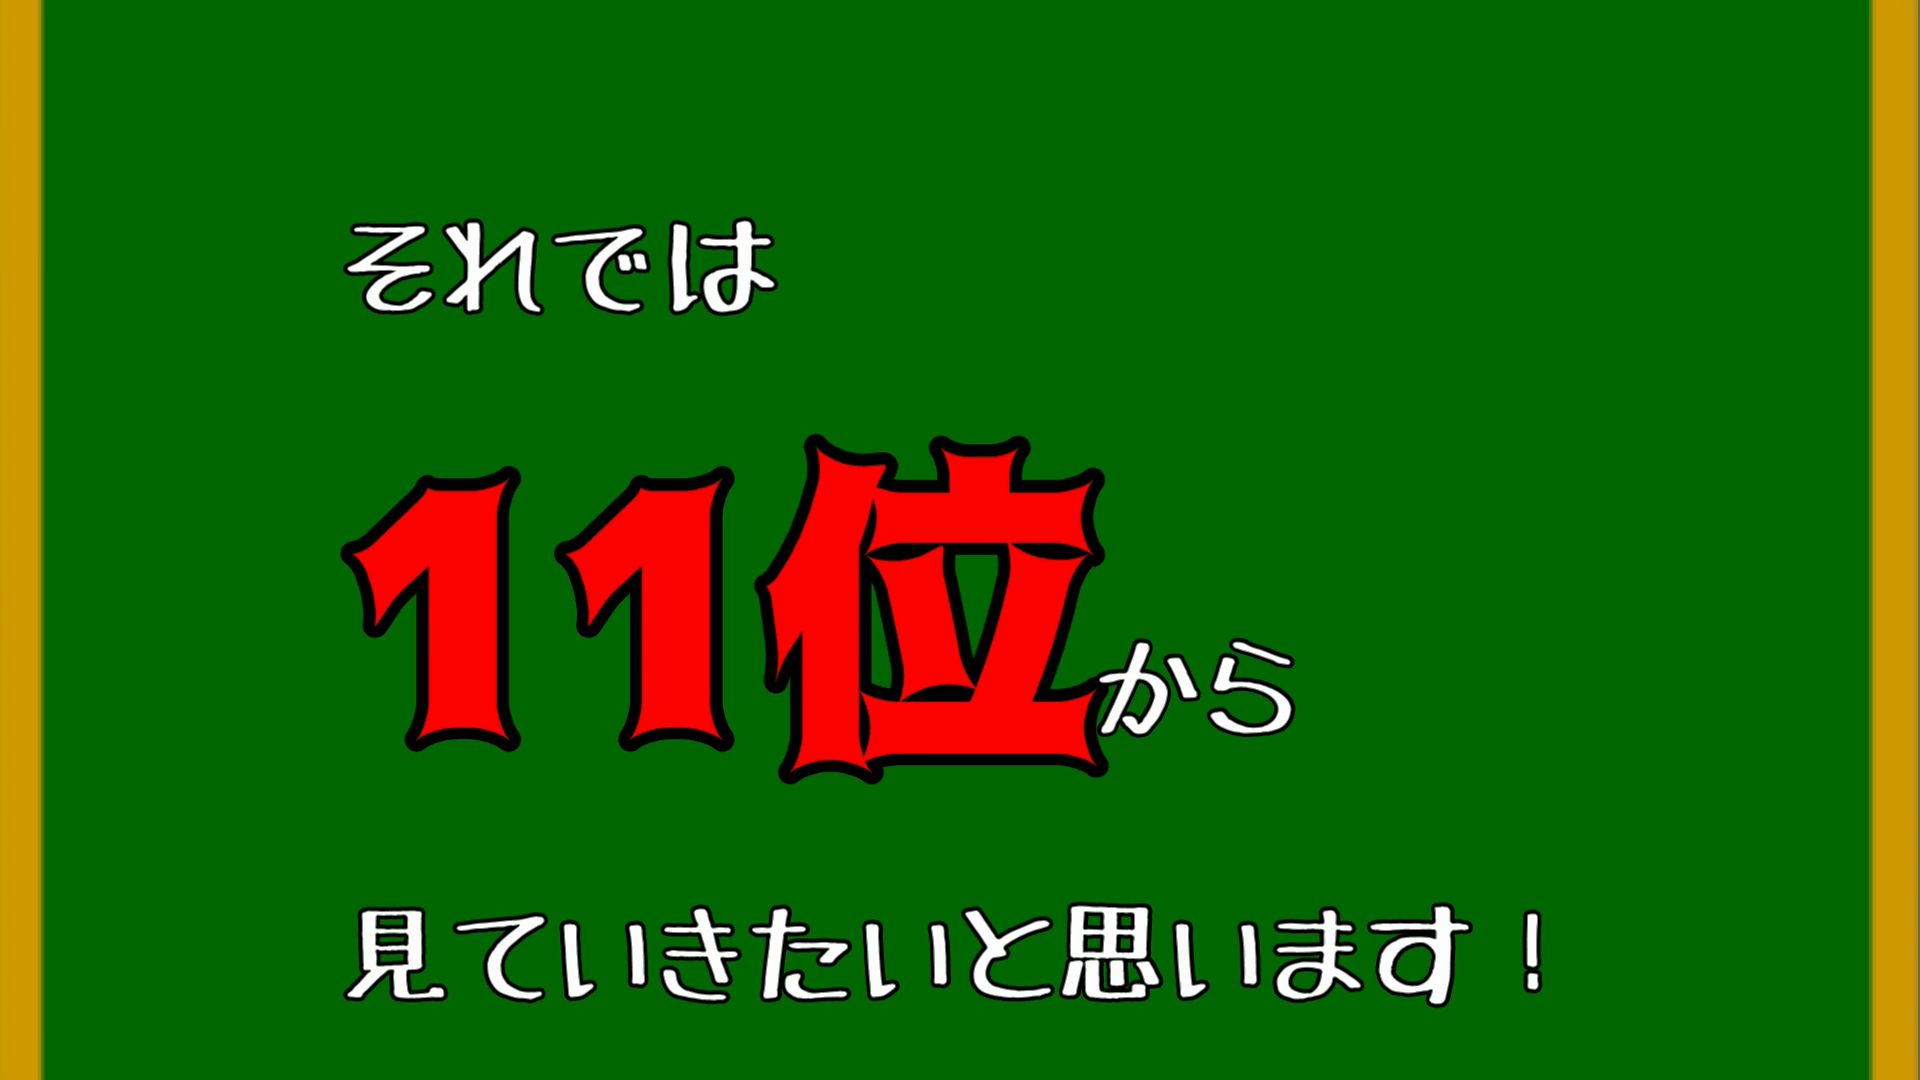 それでは
11位から
見ていきたいと思います！